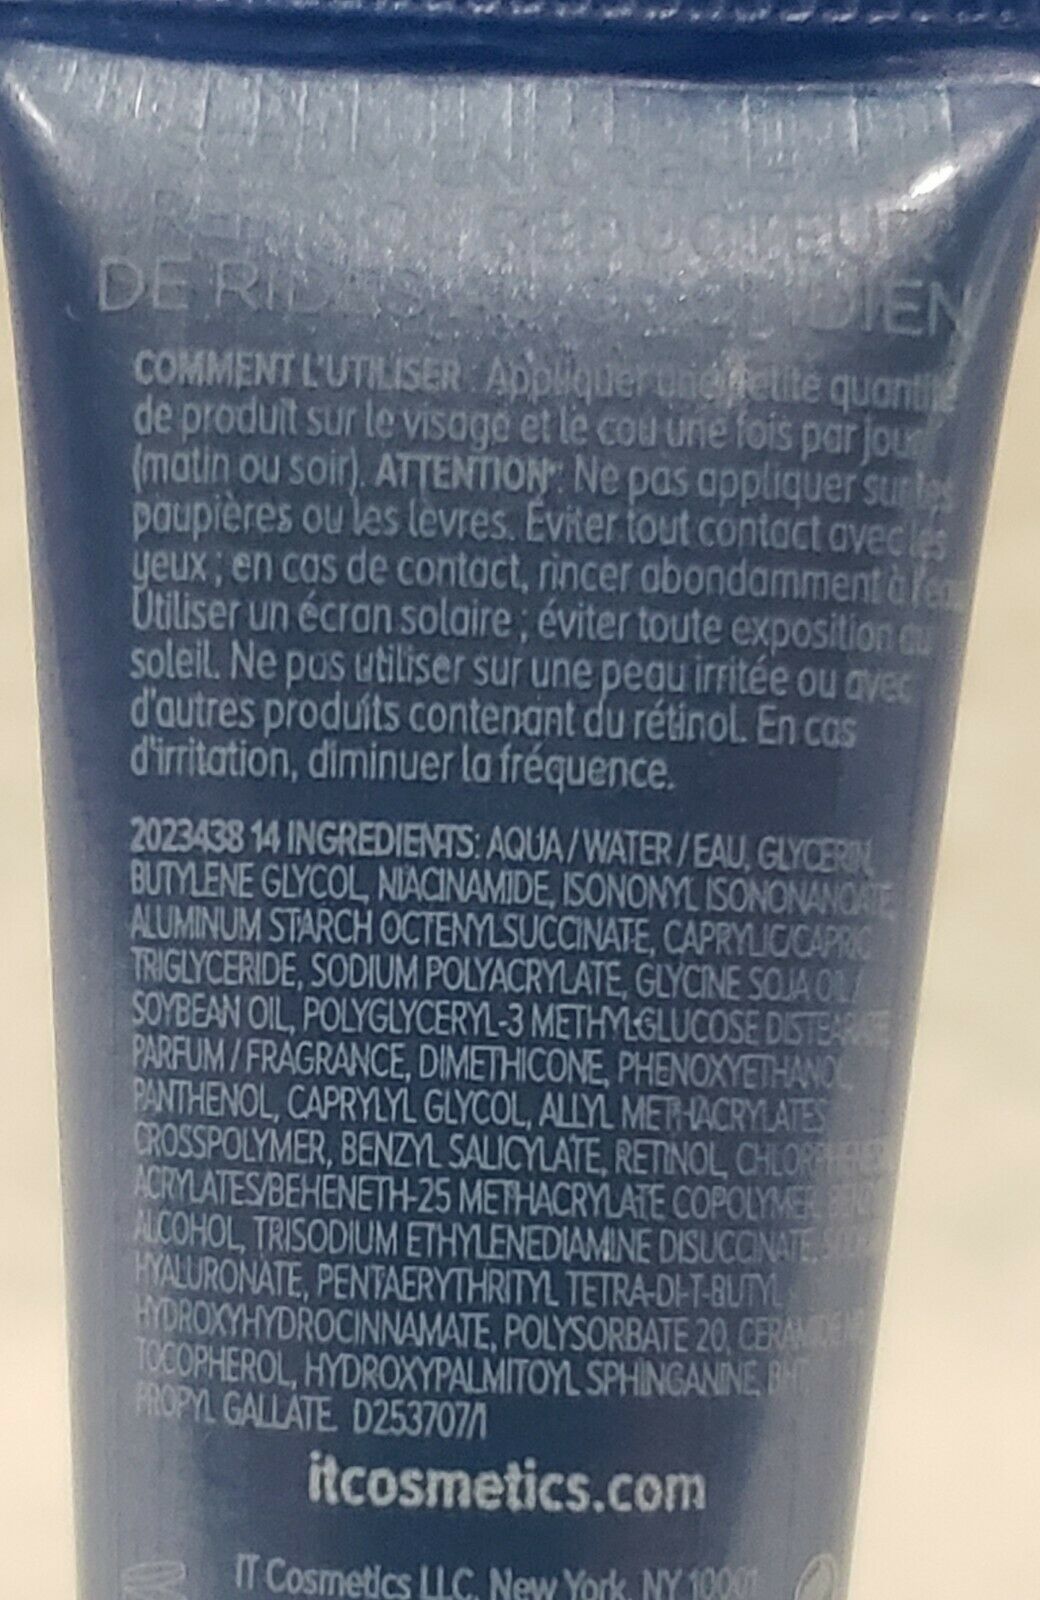 DE RIDES AU QUOTIDIEN
COMMENT L'UTILISER : Appliquer une petite quantité
de produit sur le visage et le cou une fois par jour
(matin ou soir). ATTENTION : Ne pas appliquer sur les
paupières ou les lèvres. Éviter tout contact avec les
yeux ; en cas de contact, rincer abondamment à l'eau.
Utiliser un écran solaire ; éviter toute exposition au
soleil. Ne pas utiliser sur une peau irritée ou avec
d'autres produits contenant du rétinol. En cas
d'irritation, diminuer la fréquence.
2023438 14 INGREDIENTS: AQUA / WATER / EAU, GLYCERIN,
BUTYLENE GLYCOL, NIACINAMIDE, ISONONYL ISONONANOATE,
ALUMINUM STARCH OCTENYLSUCCINATE, CAPRYLIC/CAPRIC
TRIGLYCERIDE, SODIUM POLYACRYLATE, GLYCINE SOJA OIL /
SOYBEAN OIL, POLYGLYCERYL-3 METHYLGLUCOSE DISTEARATE,
PARFUM / FRAGRANCE, DIMETHICONE, PHENOXYETHANOL,
PANTHENOL, CAPRYLYL GLYCOL, ALLYL METHACRYLATES
CROSSPOLYMER, BENZYL SALICYLATE, RETINOL,
ACRYLATES/BEHENETH-25 METHACRYLATE COPOLYMER,
ALCOHOL, TRISODIUM ETHYLENEDIAMINE DISUCCINATE,
HYALURONATE, PENTAERYTHRITYL TETRA-DI-T-BUTYL
HYDROXYHYDROCINNAMATE, POLYSORBATE 20, CERAMIDE
TOCOPHEROL, HYDROXYPALMITOYL SPHINGANINE, BHT,
PROPYL GALLATE. D253707/1
itcosmetics.com
IT Cosmetics LLC, New York, NY 10001